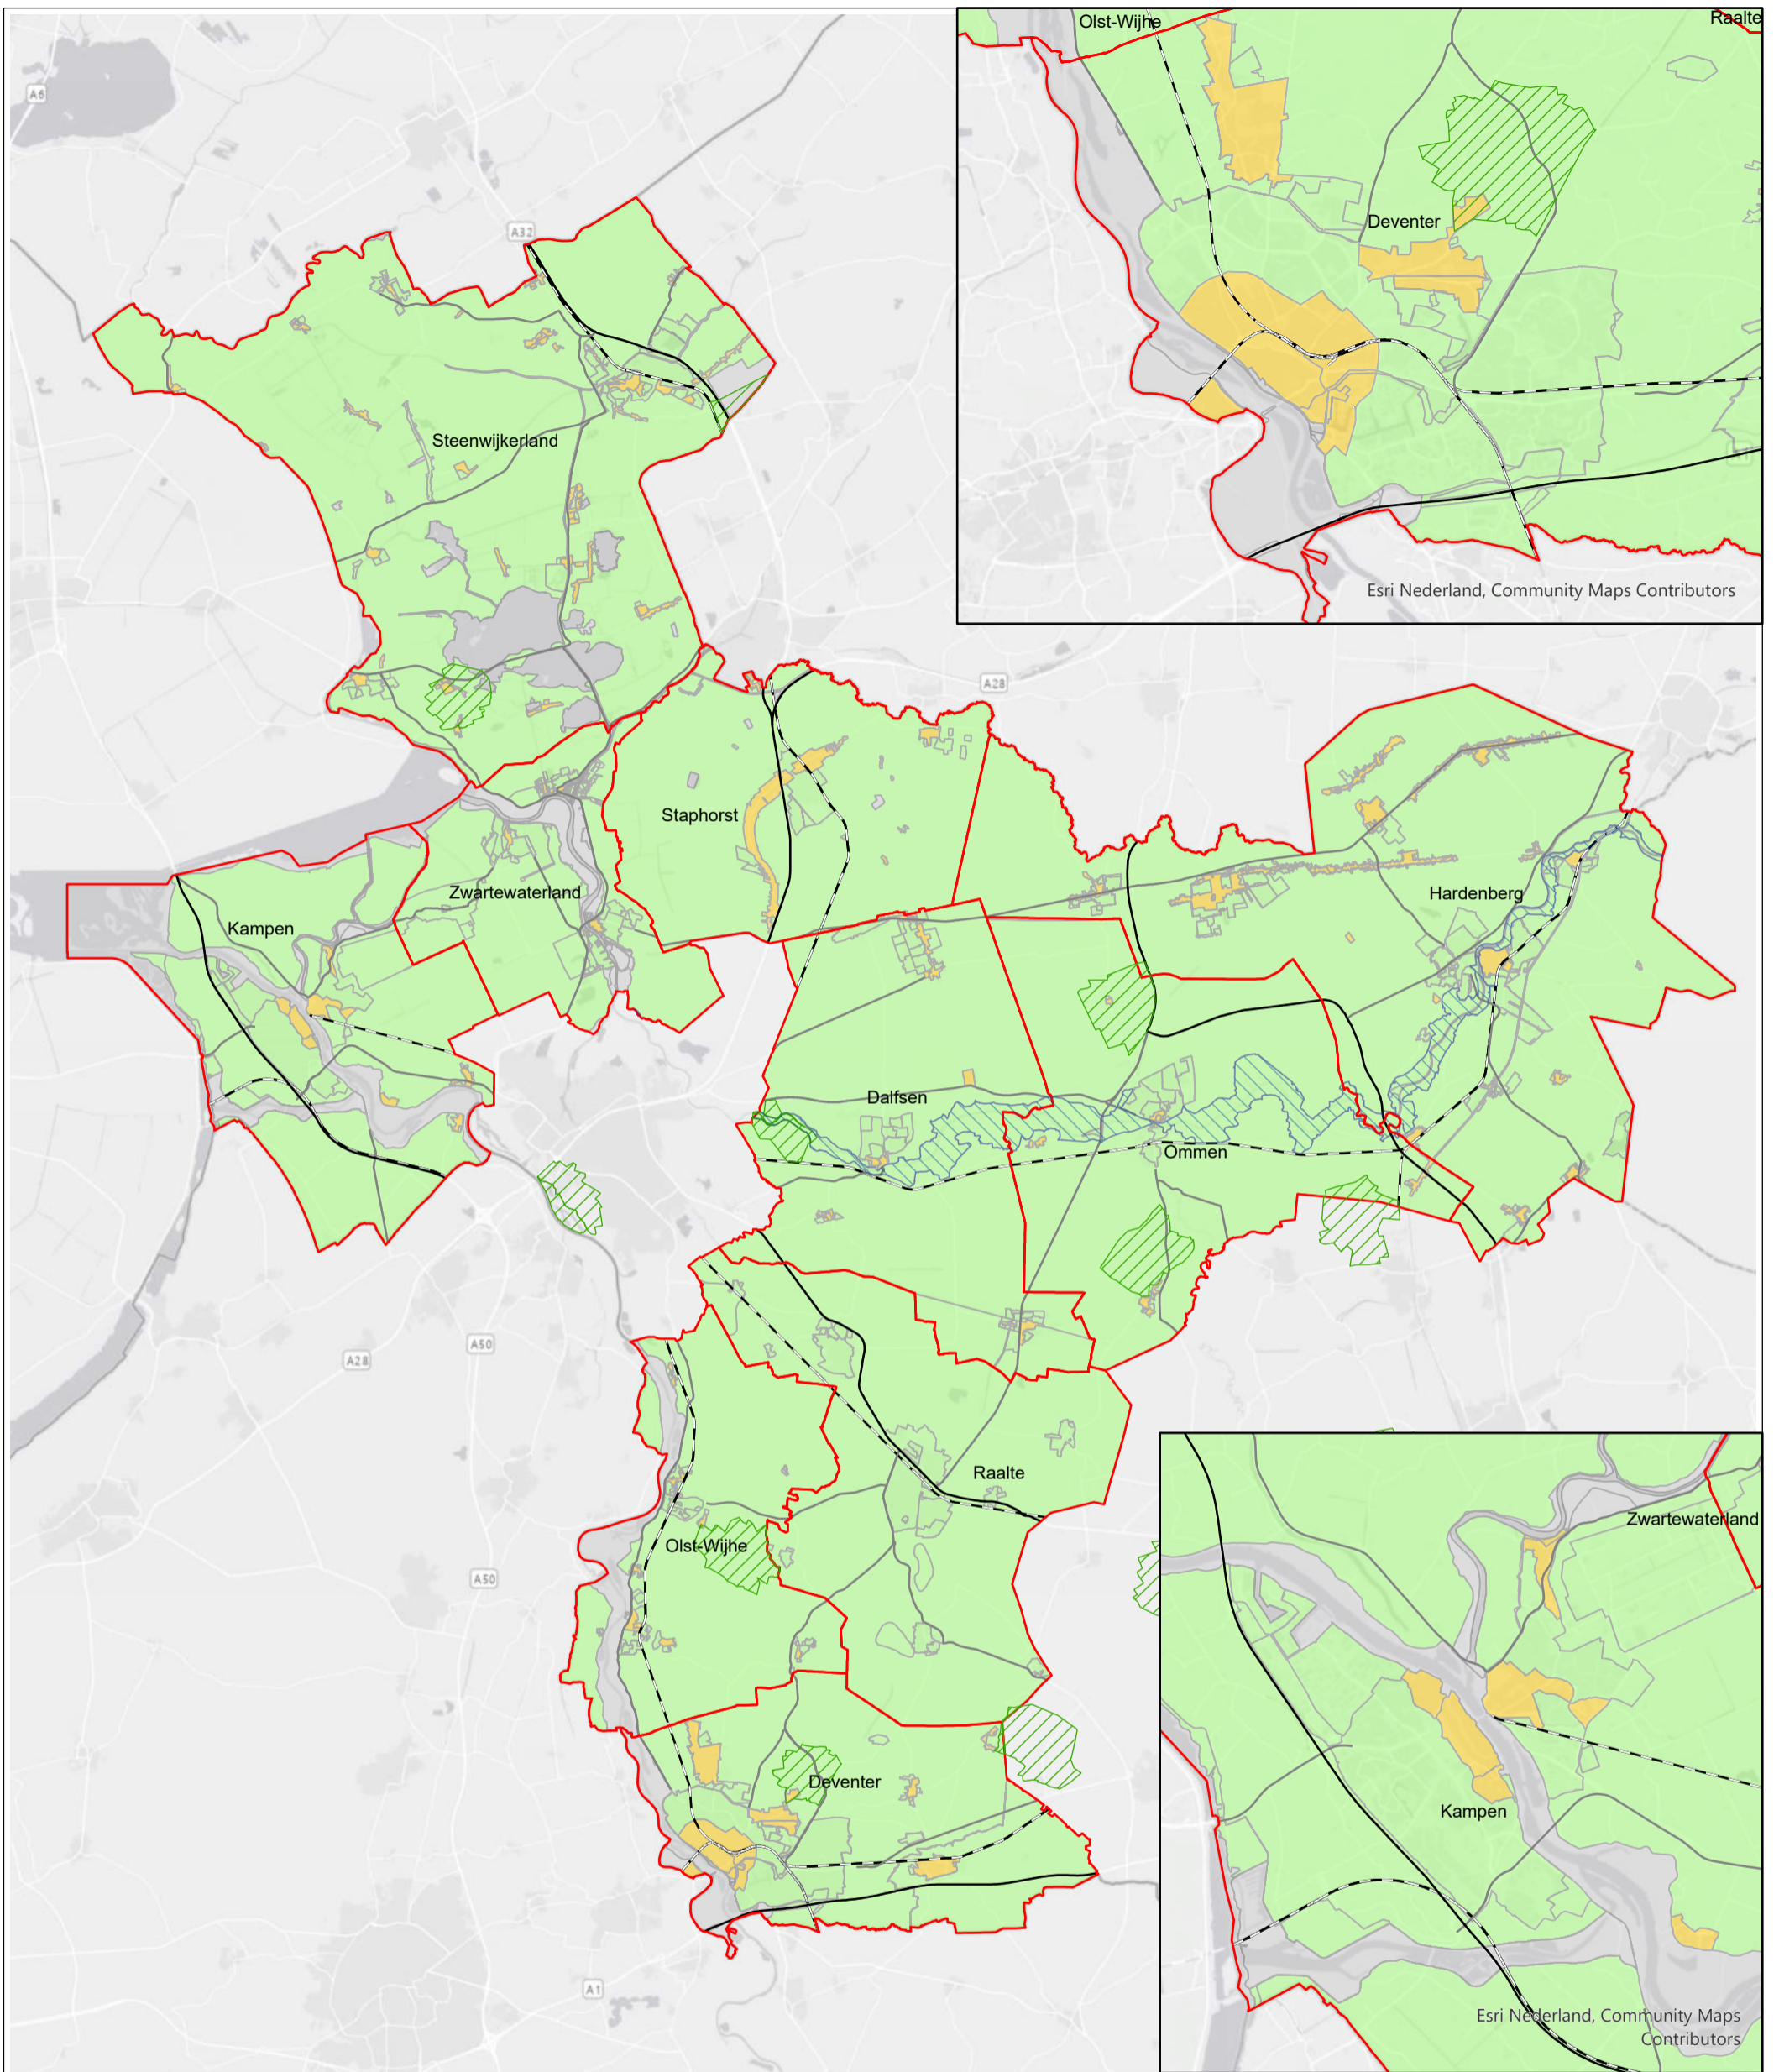 Olst-Wijhe
Raalte
A6
Deventer
A32
Steenwijkerland
Esri Nederland, Community Maps Contributors
A28
Staphorst
Zwartewaterland
Hardenberg
Kampen
Dalfsen
Ommen
A28
A50
Raalte
Zwartewaterland
Olst-Wijhe
A50
Deventer
Kampen
A1
Esri Nederland, Community Maps
Contributors